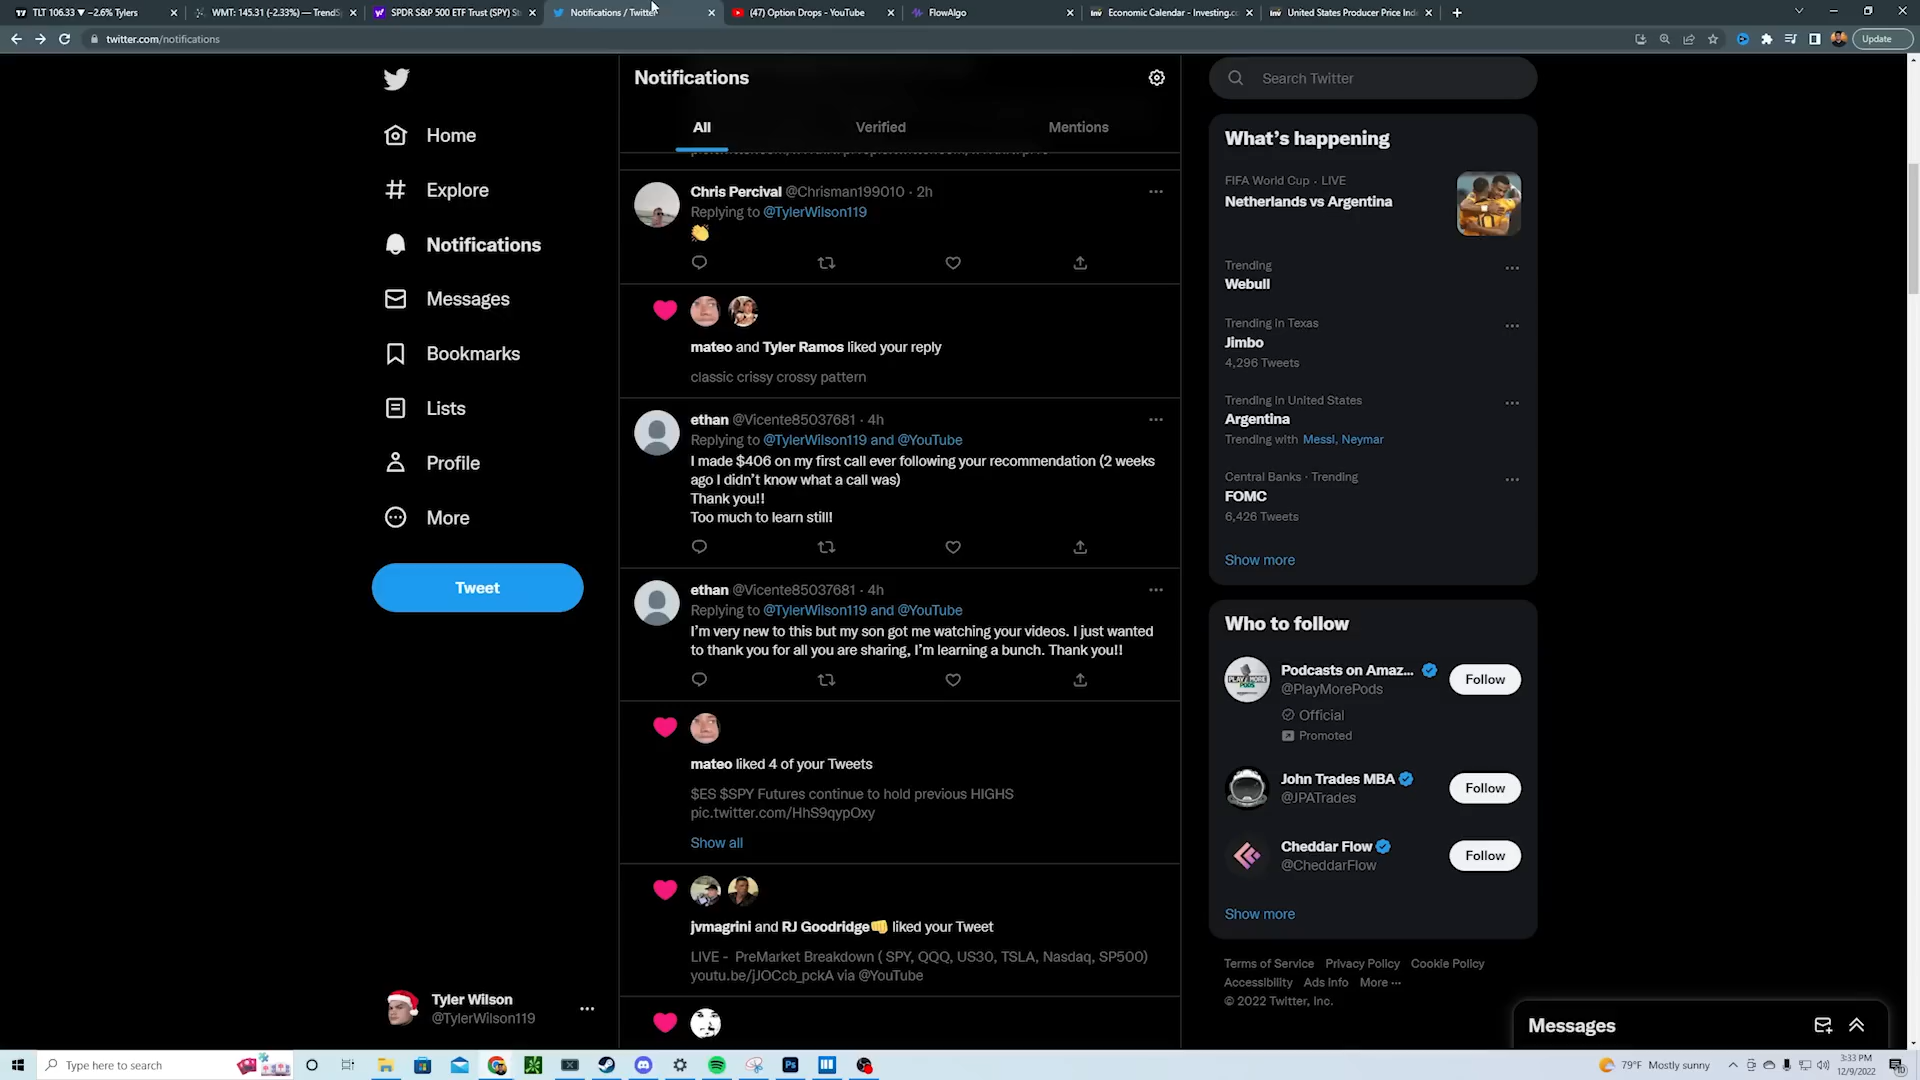 TLT 106.33 ▼ −2.6% Tylers
WMT: 145.31 (-2.33%) — TrendS
SPDR S&P 500 ETF Trust (SPY) St
Notifications / Twitter
(47) Option Drops - YouTube
FlowAlgo
Economic Calendar - Investing.co
United States Producer Price Ind
twitter.com/notifications
Update
Home
Explore
Notifications
Messages
Bookmarks
Lists
Profile
More
Tweet
Tyler Wilson
@TylerWilson119
Notifications
All
Verified
Mentions
Chris Percival @Chrisman199010 · 2h
Replying to @TylerWilson119
👏
mateo and Tyler Ramos liked your reply
classic crissy crossy pattern
ethan @Vicente85037681 · 4h
Replying to @TylerWilson119 and @YouTube
I made $406 on my first call ever following your recommendation (2 weeks
ago I didn't know what a call was)
Thank you!!
Too much to learn still!
ethan @Vicente85037681 · 4h
Replying to @TylerWilson119 and @YouTube
I'm very new to this but my son got me watching your videos. I just wanted
to thank you for all you are sharing, I'm learning a bunch. Thank you!!
mateo liked 4 of your Tweets
$ES $SPY Futures continue to hold previous HIGHS
pic.twitter.com/HhS9qypOxy
Show all
jvmagrini and RJ Goodridge👊 liked your Tweet
LIVE - PreMarket Breakdown ( SPY, QQQ, US30, TSLA, Nasdaq, SP500)
youtu.be/jJOCcb_pckA via @YouTube
Search Twitter
What's happening
FIFA World Cup · LIVE
Netherlands vs Argentina
Trending
Webull
Trending in Texas
Jimbo
4,296 Tweets
Trending in United States
Argentina
Trending with Messi, Neymar
Central Banks · Trending
FOMC
6,426 Tweets
Show more
Who to follow
PLAY MORE
PODS
Podcasts on Amaz...
@PlayMorePods
Official
Promoted
Follow
John Trades MBA
@JPATrades
Follow
Cheddar Flow
@CheddarFlow
Follow
Show more
Terms of Service Privacy Policy Cookie Policy
Accessibility Ads info More ···
© 2022 Twitter, Inc.
Messages
Type here to search
79°F Mostly sunny
3:33 PM
12/9/2022